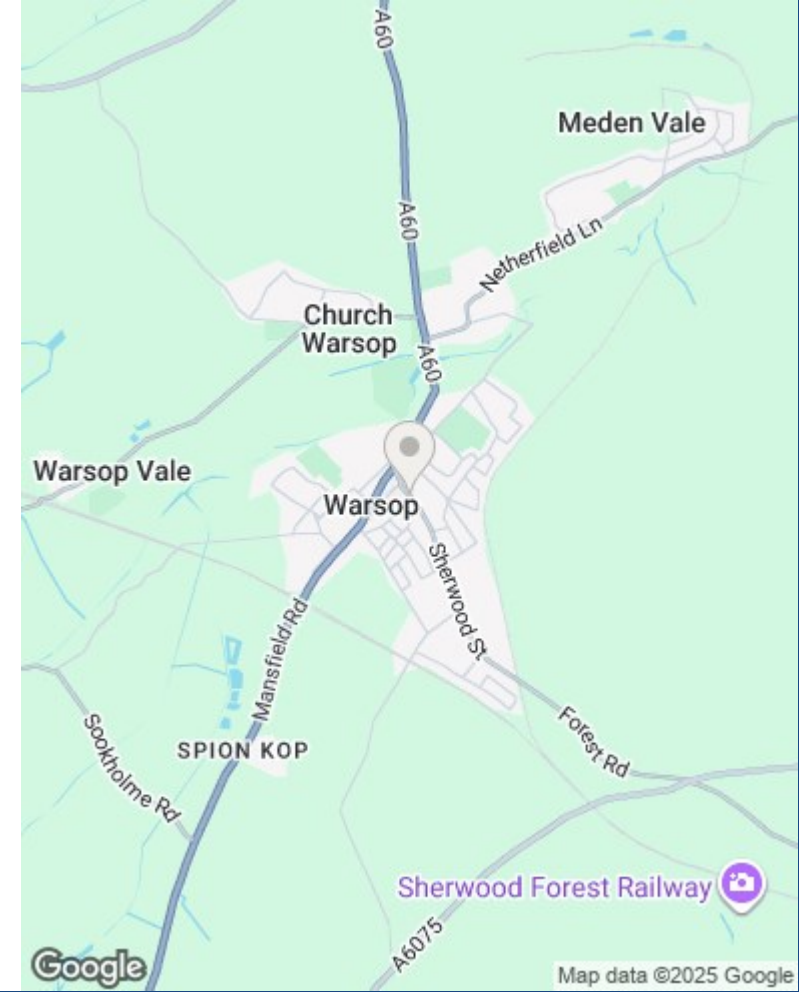 A60
Meden Vale
A60
Netherfield Ln
Church
Warsop
A60
Warsop Vale
Warsop
Sherwood St
Mansfield Rd
Forest Rd
Sookholme Rd
SPION KOP
Sherwood Forest Railway
A6075
Google
Map data ©2025 Google